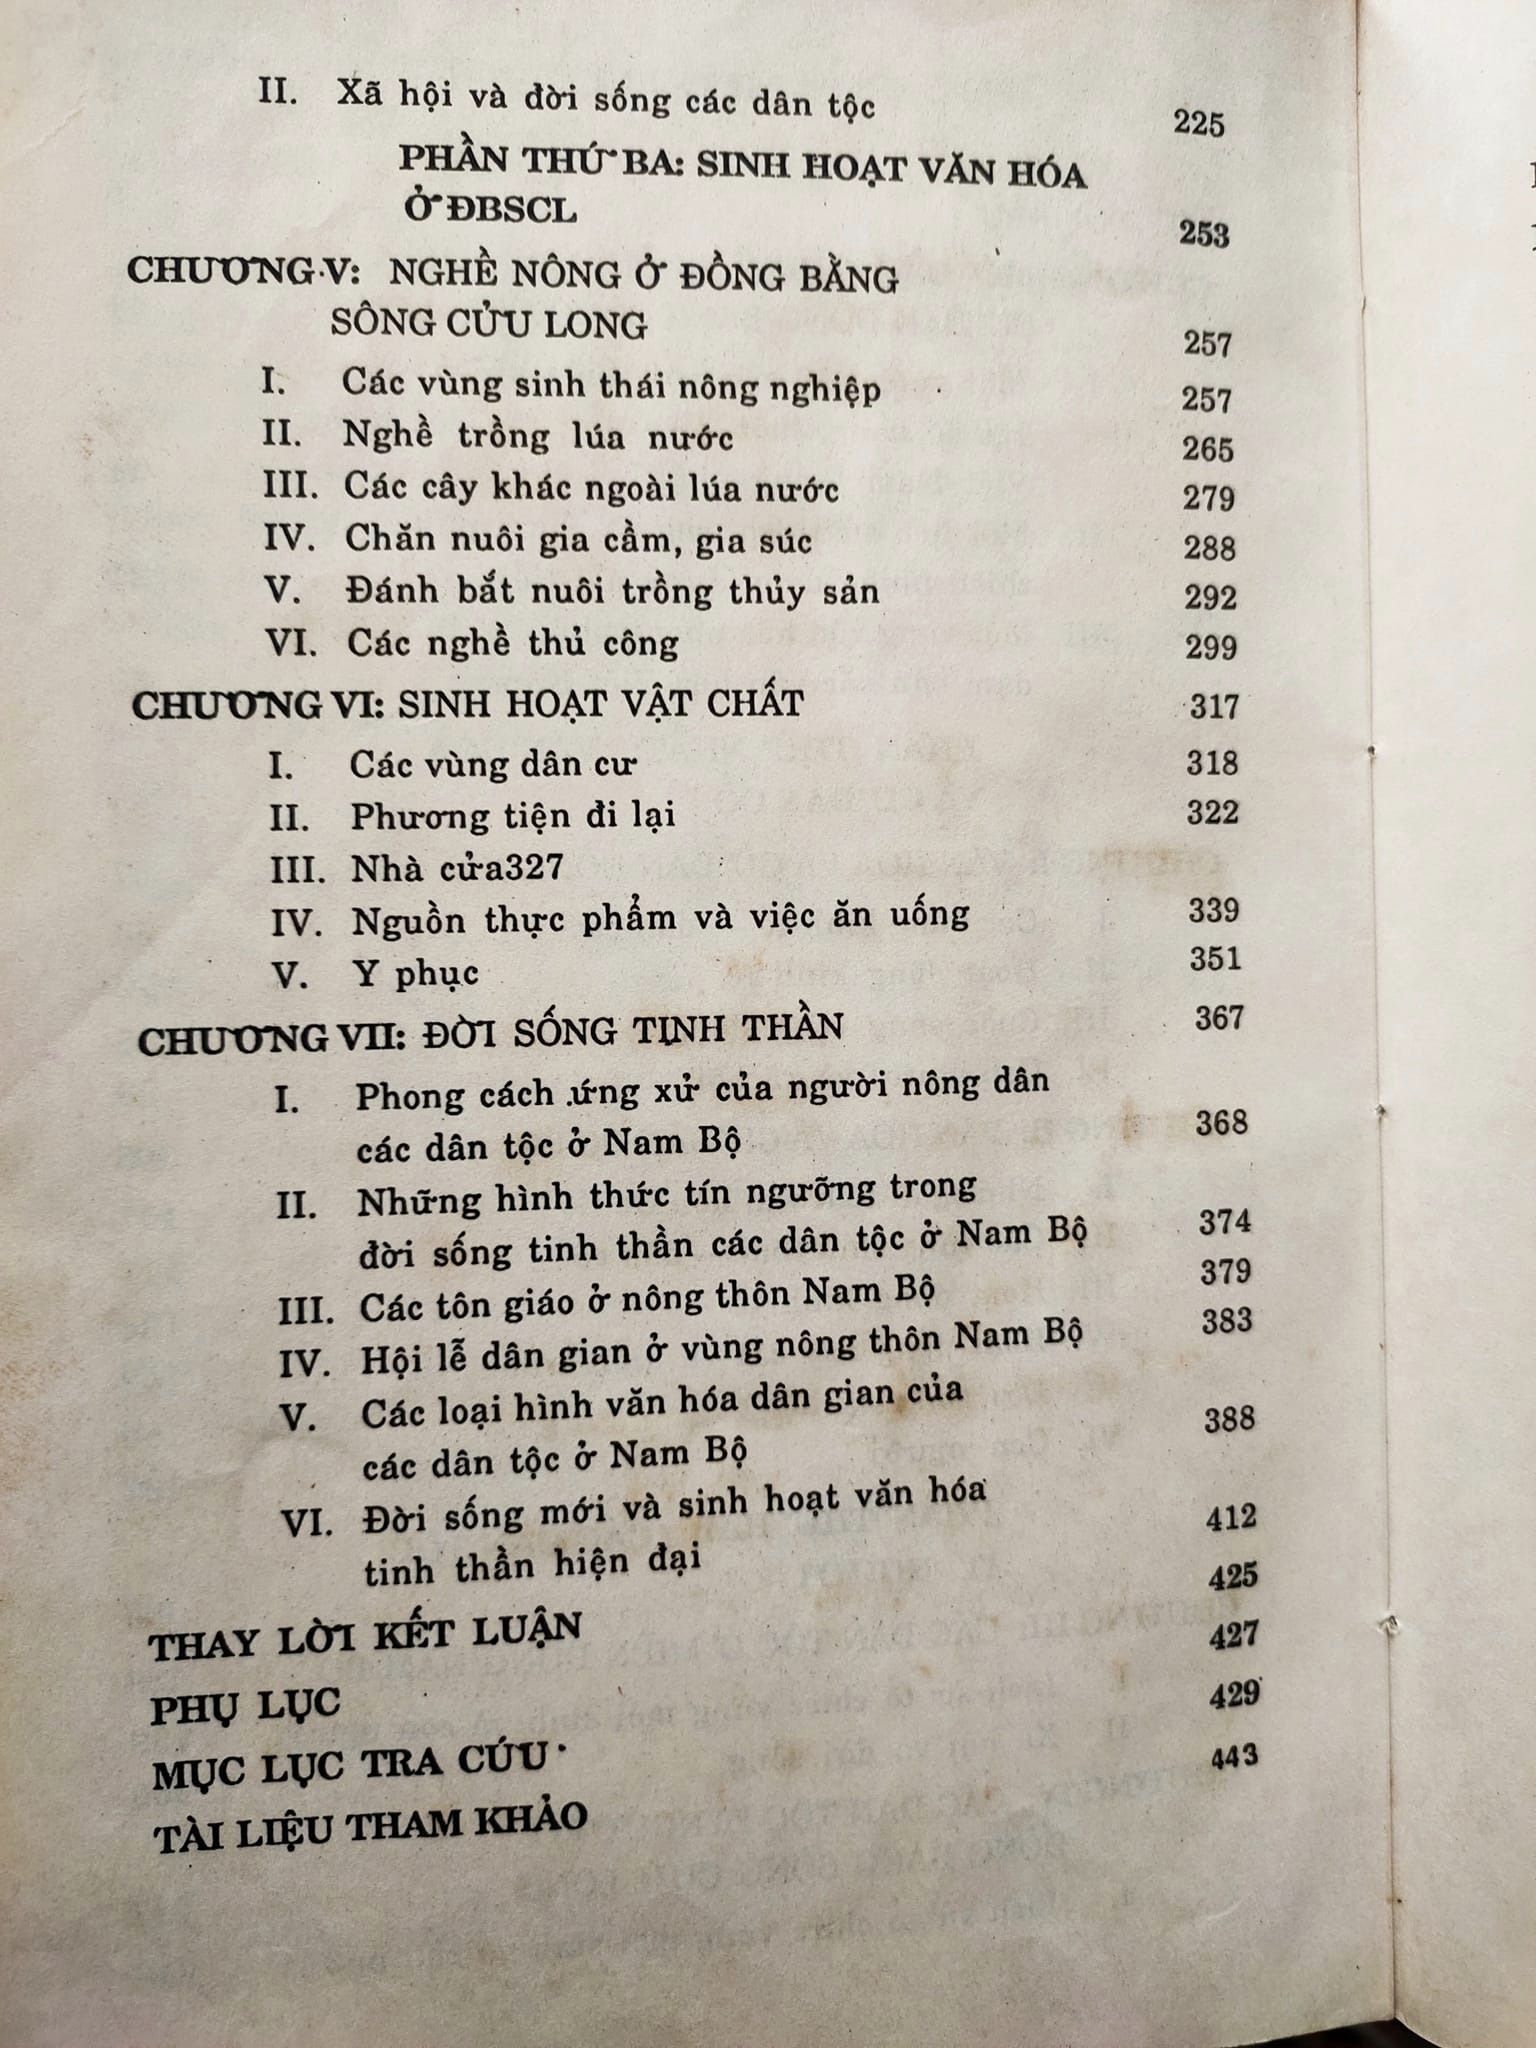 II. Xã hội và đời sống các dân tộc 225
PHẦN THỨ BA: SINH HOẠT VĂN HÓA
Ở ĐBSCL 253
CHƯƠNG V: NGHỀ NÔNG Ở ĐỒNG BẰNG
SÔNG CỬU LONG 257
I. Các vùng sinh thái nông nghiệp 257
II. Nghề trồng lúa nước 265
III. Các cây khác ngoài lúa nước 279
IV. Chăn nuôi gia cầm, gia súc 288
V. Đánh bắt nuôi trồng thủy sản 292
VI. Các nghề thủ công 299
CHƯƠNG VI: SINH HOẠT VẬT CHẤT 317
I. Các vùng dân cư 318
II. Phương tiện đi lại 322
III. Nhà cửa327
IV. Nguồn thực phẩm và việc ăn uống 339
V. Y phục 351
CHƯƠNG VII: ĐỜI SỐNG TINH THẦN 367
I. Phong cách ứng xử của người nông dân
các dân tộc ở Nam Bộ 368
II. Những hình thức tín ngưỡng trong
đời sống tinh thần các dân tộc ở Nam Bộ 374
III. Các tôn giáo ở nông thôn Nam Bộ 379
IV. Hội lễ dân gian ở vùng nông thôn Nam Bộ 383
V. Các loại hình văn hóa dân gian của
các dân tộc ở Nam Bộ 388
VI. Đời sống mới và sinh hoạt văn hóa
tinh thần hiện đại 412
THAY LỜI KẾT LUẬN 425
PHỤ LỤC 427
MỤC LỤC TRA CỨU 429
TÀI LIỆU THAM KHẢO 443